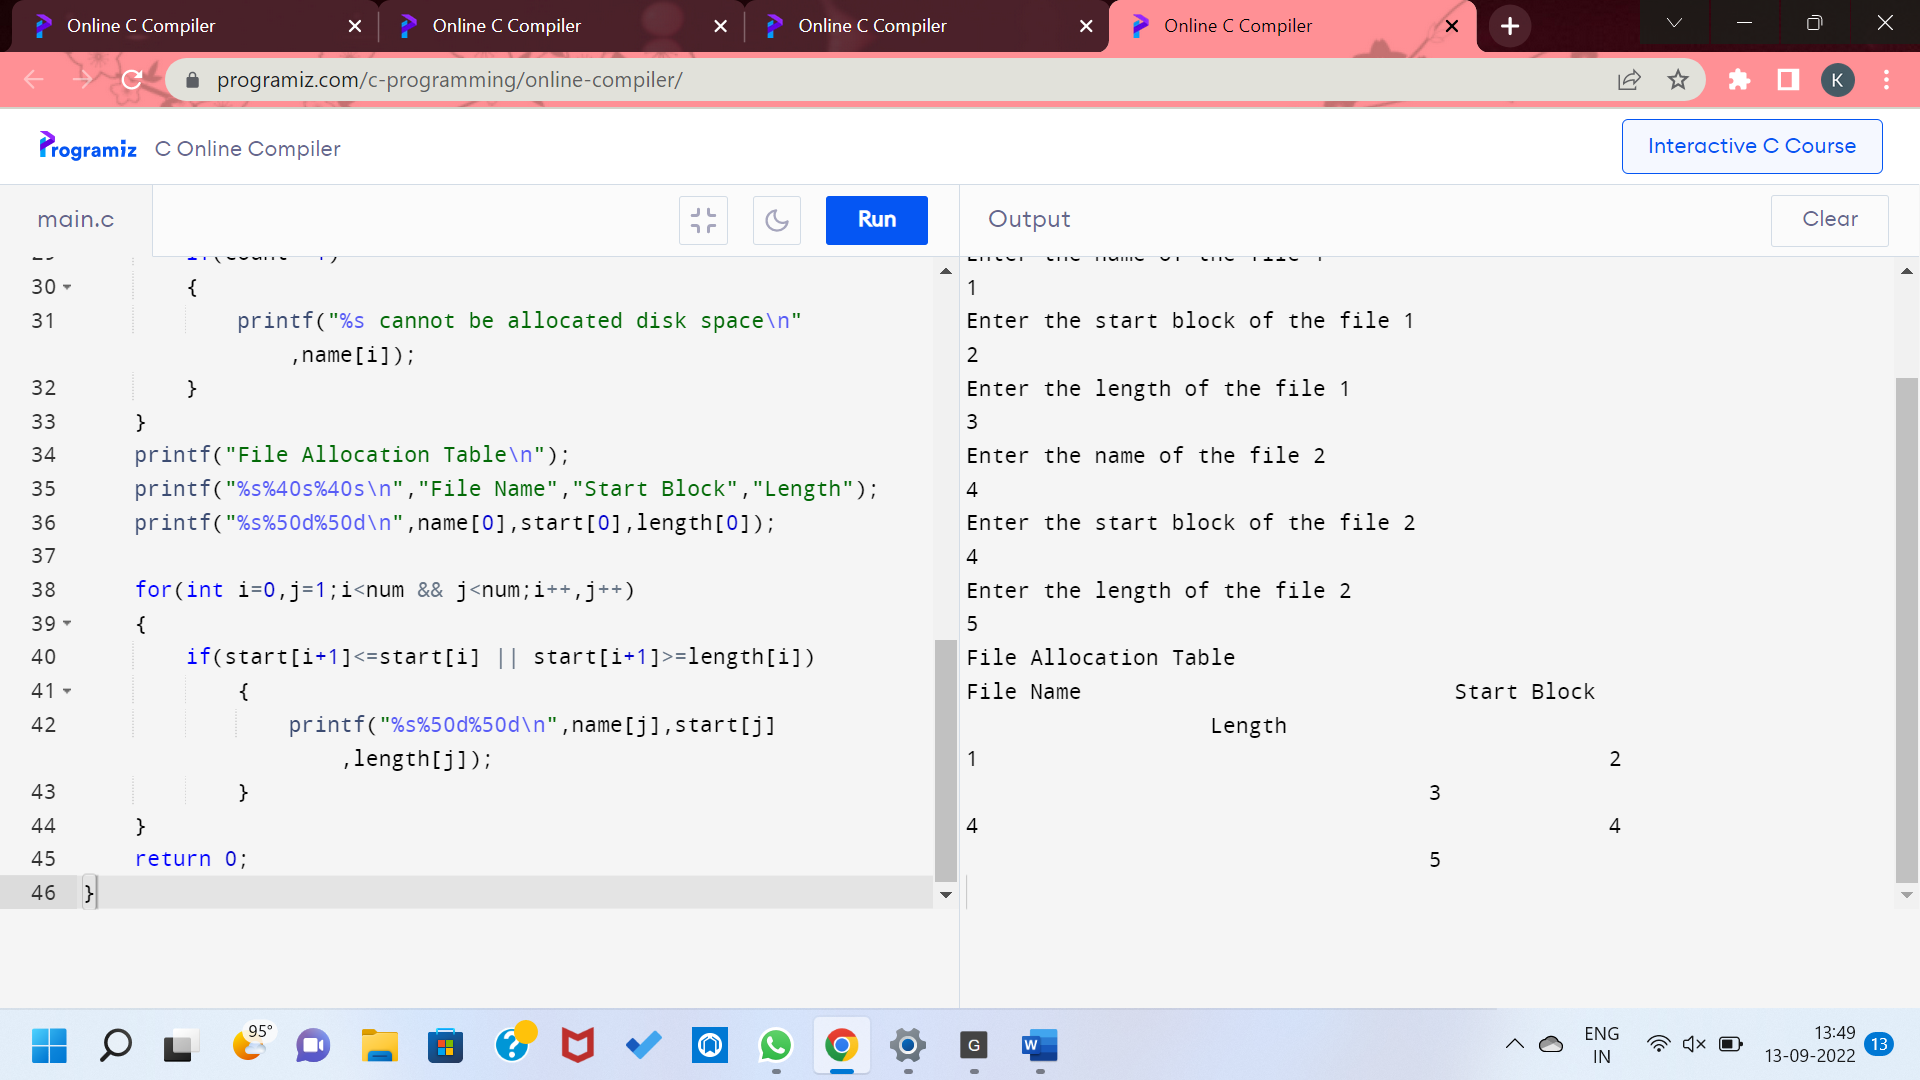 Online C Compiler
Online C Compiler
Online C Compiler
Online C Compiler
programiz.com/c-programming/online-compiler/
K
Programiz C Online Compiler
Interactive C Course
main.c
Run
Output
Clear
30 {
31 printf("%s cannot be allocated disk space\n"
,name[i]);
32 }
33 }
34 printf("File Allocation Table\n");
35 printf("%s%40s%40s\n","File Name","Start Block","Length");
36 printf("%s%50d%50d\n",name[0],start[0],length[0]);
37
38 for(int i=0,j=1;i<num && j<num;i++,j++)
39 {
40 if(start[i+1]<=start[i] || start[i+1]>=length[i])
41 {
42 printf("%s%50d%50d\n",name[j],start[j]
,length[j]);
43 }
44 }
45 return 0;
46 }
1
Enter the start block of the file 1
2
Enter the length of the file 1
3
Enter the name of the file 2
4
Enter the start block of the file 2
4
Enter the length of the file 2
5
File Allocation Table
File Name Start Block
Length
1 2
3
4 4
5
95°
G
W
ENG
IN
13:49
13-09-2022
13